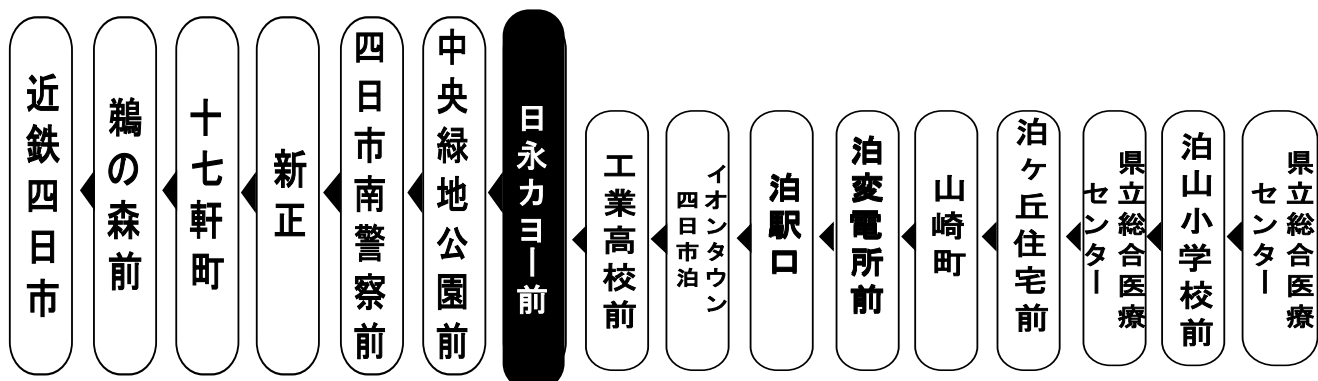 近鉄四日市
鵜の森前
十七軒町
新正
四日市南警察前
中央緑地公園前
日永カヨー前
工業高校前
イオンタウン
四日市泊
泊駅口
泊変電所前
山崎町
泊ヶ丘住宅前
県立総合医療
センター
泊山小学校前
県立総合医療
センター